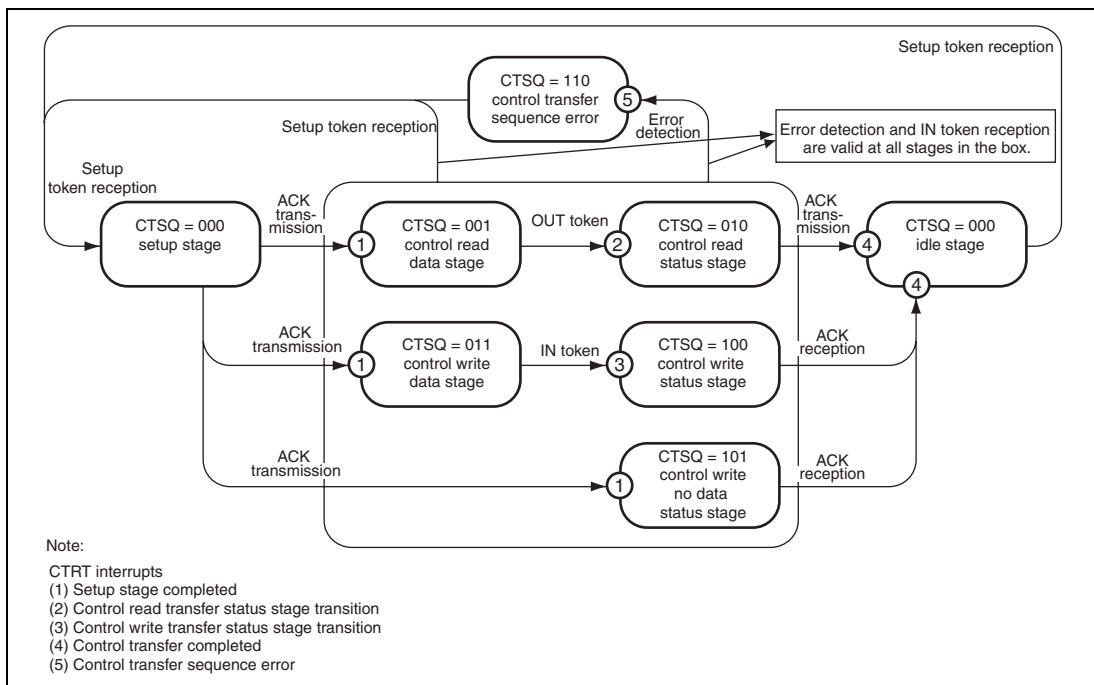 Setup token reception
CTSQ = 110
control transfer
sequence error
5
Setup token reception
Error
detection
Error detection and IN token reception
are valid at all stages in the box.
Setup
token reception
CTSQ = 000
setup stage
ACK
trans-
mission
1
CTSQ = 001
control read
data stage
OUT token
2
CTSQ = 010
control read
status stage
ACK
transmission
4
CTSQ = 000
idle stage
4
ACK
transmission
1
CTSQ = 011
control write
data stage
IN token
3
CTSQ = 100
control write
status stage
ACK
reception
ACK
transmission
1
CTSQ = 101
control write
no data
status stage
ACK
reception
Note:
CTRT interrupts
(1) Setup stage completed
(2) Control read transfer status stage transition
(3) Control write transfer status stage transition
(4) Control transfer completed
(5) Control transfer sequence error